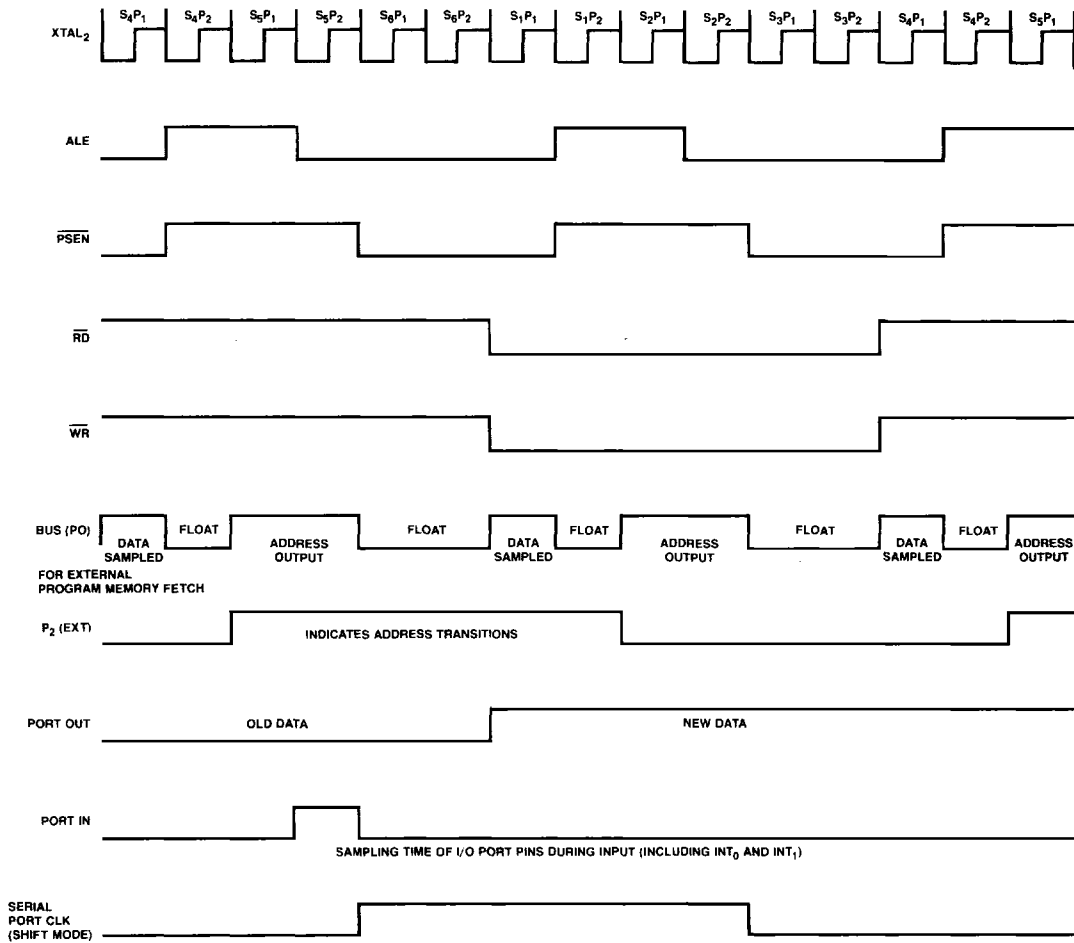 S₄P₁ S₄P₂ S₅P₁ S₅P₂ S₆P₁ S₆P₂ S₁P₁ S₁P₂ S₂P₁ S₂P₂ S₃P₁ S₃P₂ S₄P₁ S₄P₂ S₅P₁
XTAL₂
ALE
PSEN
RD
WR
BUS (PO)
FLOAT FLOAT FLOAT FLOAT FLOAT
DATA SAMPLED ADDRESS OUTPUT DATA SAMPLED ADDRESS OUTPUT DATA SAMPLED ADDRESS OUTPUT
FOR EXTERNAL
PROGRAM MEMORY FETCH
P₂ (EXT)
INDICATES ADDRESS TRANSITIONS
PORT OUT
OLD DATA NEW DATA
PORT IN
SAMPLING TIME OF I/O PORT PINS DURING INPUT (INCLUDING INT₀ AND INT₁)
SERIAL
PORT CLK
(SHIFT MODE)